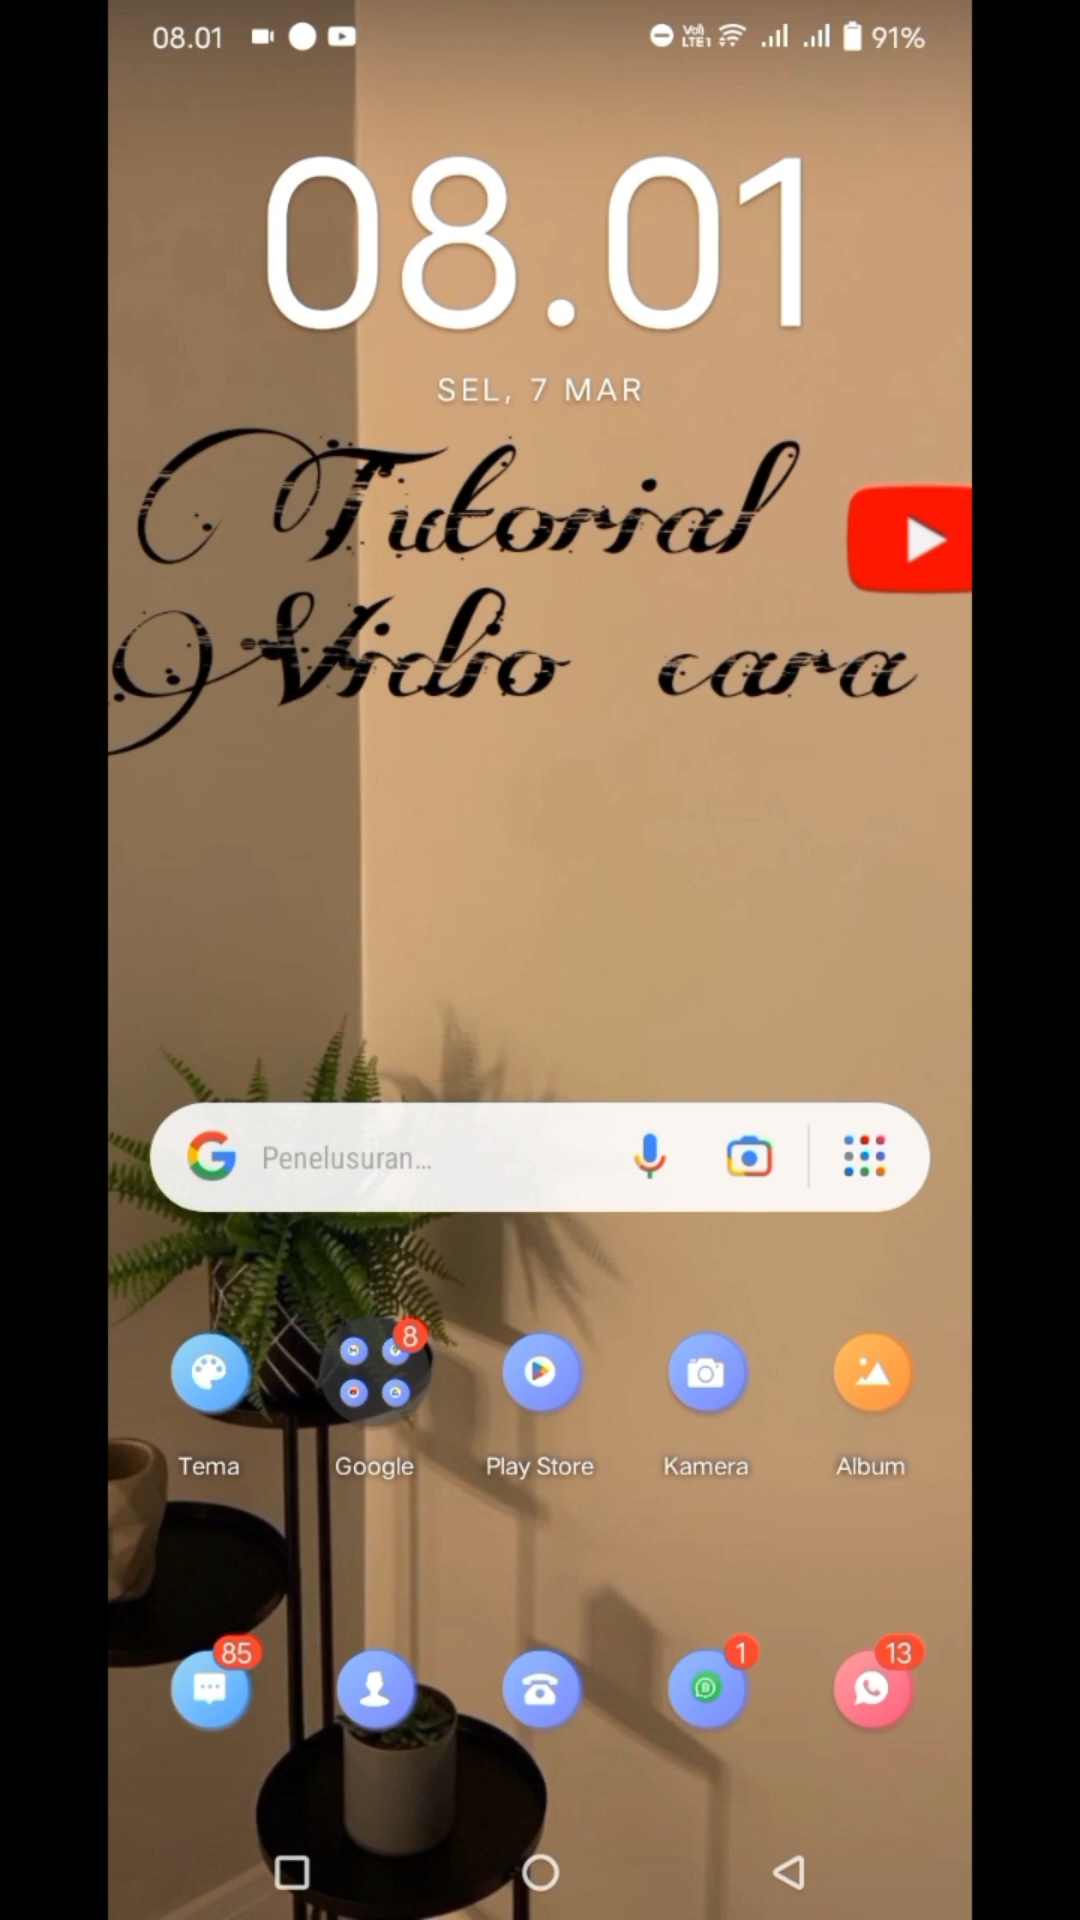 08.01 91%
08.01
SEL, 7 MAR
Tutorial
Vidio cara
Penelusuran...
8
Tema Google Play Store Kamera Album
85 1 13